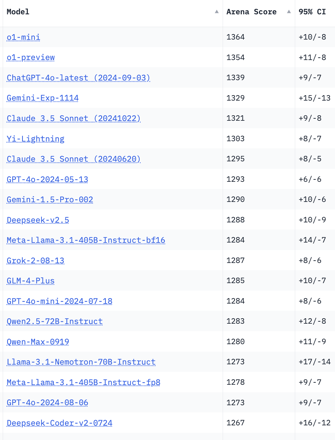 Model Arena Score 95% CI
o1-mini 1364 +10/-8
o1-preview 1354 +11/-8
ChatGPT-4o-latest (2024-09-03) 1339 +9/-7
Gemini-Exp-1114 1329 +15/-13
Claude 3.5 Sonnet (20241022) 1321 +9/-8
Yi-Lightning 1303 +8/-7
Claude 3.5 Sonnet (20240620) 1295 +8/-5
GPT-4o-2024-05-13 1293 +6/-6
Gemini-1.5-Pro-002 1290 +10/-6
Deepseek-v2.5 1288 +10/-9
Meta-Llama-3.1-405B-Instruct-bf16 1284 +14/-7
Grok-2-08-13 1287 +8/-6
GLM-4-Plus 1285 +10/-7
GPT-4o-mini-2024-07-18 1284 +8/-6
Qwen2.5-72B-Instruct 1283 +12/-8
Qwen-Max-0919 1280 +11/-9
Llama-3.1-Nemotron-70B-Instruct 1273 +17/-14
Meta-Llama-3.1-405B-Instruct-fp8 1278 +9/-7
GPT-4o-2024-08-06 1273 +9/-7
Deepseek-Coder-v2-0724 1267 +16/-12